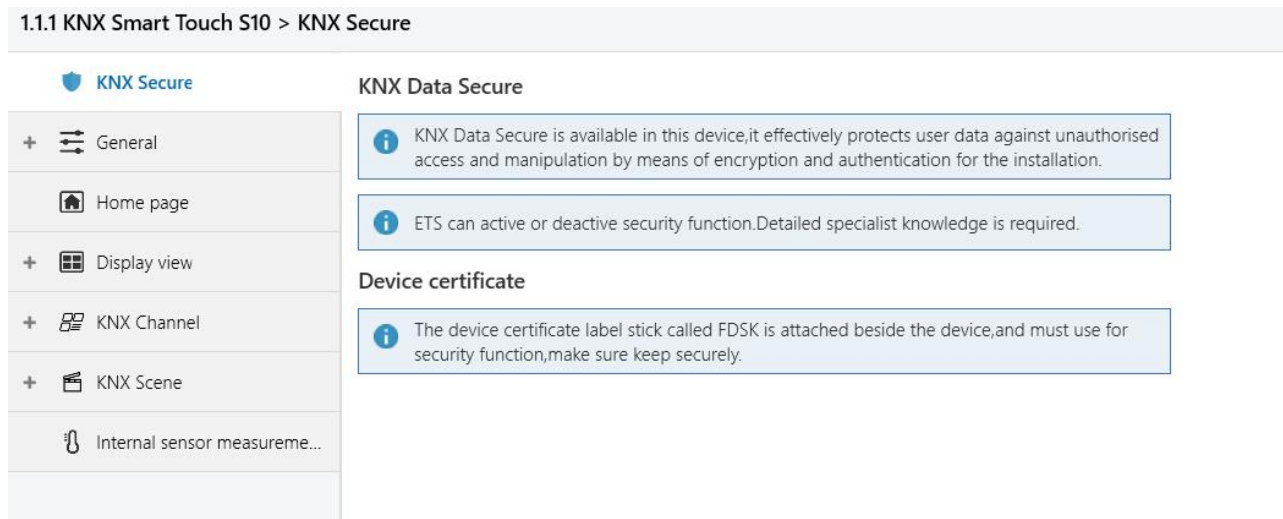 1.1.1 KNX Smart Touch S10 > KNX Secure
KNX Secure
General
Home page
Display view
KNX Channel
KNX Scene
Internal sensor measureme...
KNX Data Secure
KNX Data Secure is available in this device,it effectively protects user data against unauthorised
access and manipulation by means of encryption and authentication for the installation.
ETS can active or deactive security function.Detailed specialist knowledge is required.
Device certificate
The device certificate label stick called FDSK is attached beside the device,and must use for
security function,make sure keep securely.